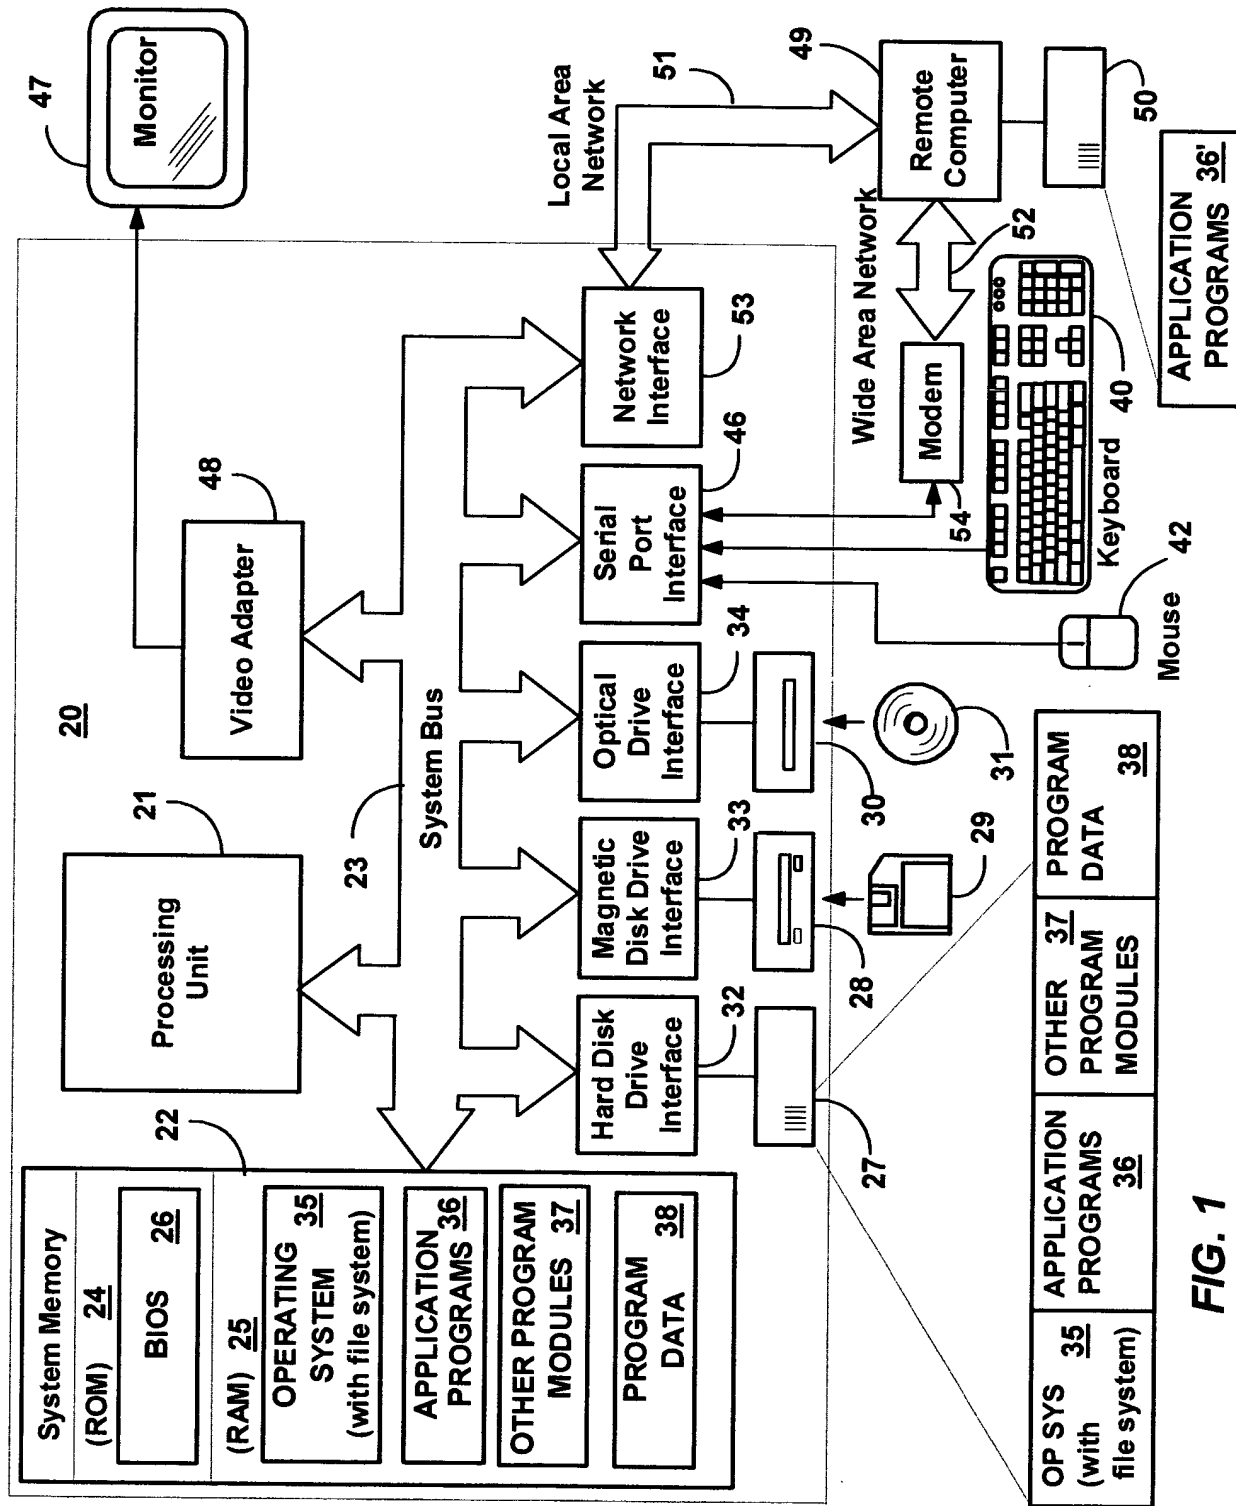 System Memory
(ROM) 24
BIOS 26
(RAM) 25
OPERATING
SYSTEM 35
(with file system)
APPLICATION
PROGRAMS 36
OTHER PROGRAM
MODULES 37
PROGRAM
DATA 38
22
Processing
Unit
21
20
Video Adapter
48
47
Monitor
23
System Bus
Hard Disk
Drive
Interface
32
Magnetic
Disk Drive
Interface
33
Optical
Drive
Interface
34
Serial
Port
Interface
46
Network
Interface
53
Local Area
Network
51
49
Remote
Computer
50
Wide Area Network
52
Modem
54
27
28
29
30
31
Mouse
42
Keyboard
40
APPLICATION
PROGRAMS 36'
OP SYS 35
(with
file system)
APPLICATION
PROGRAMS
36
OTHER 37
PROGRAM
MODULES
PROGRAM
DATA
38
FIG. 1